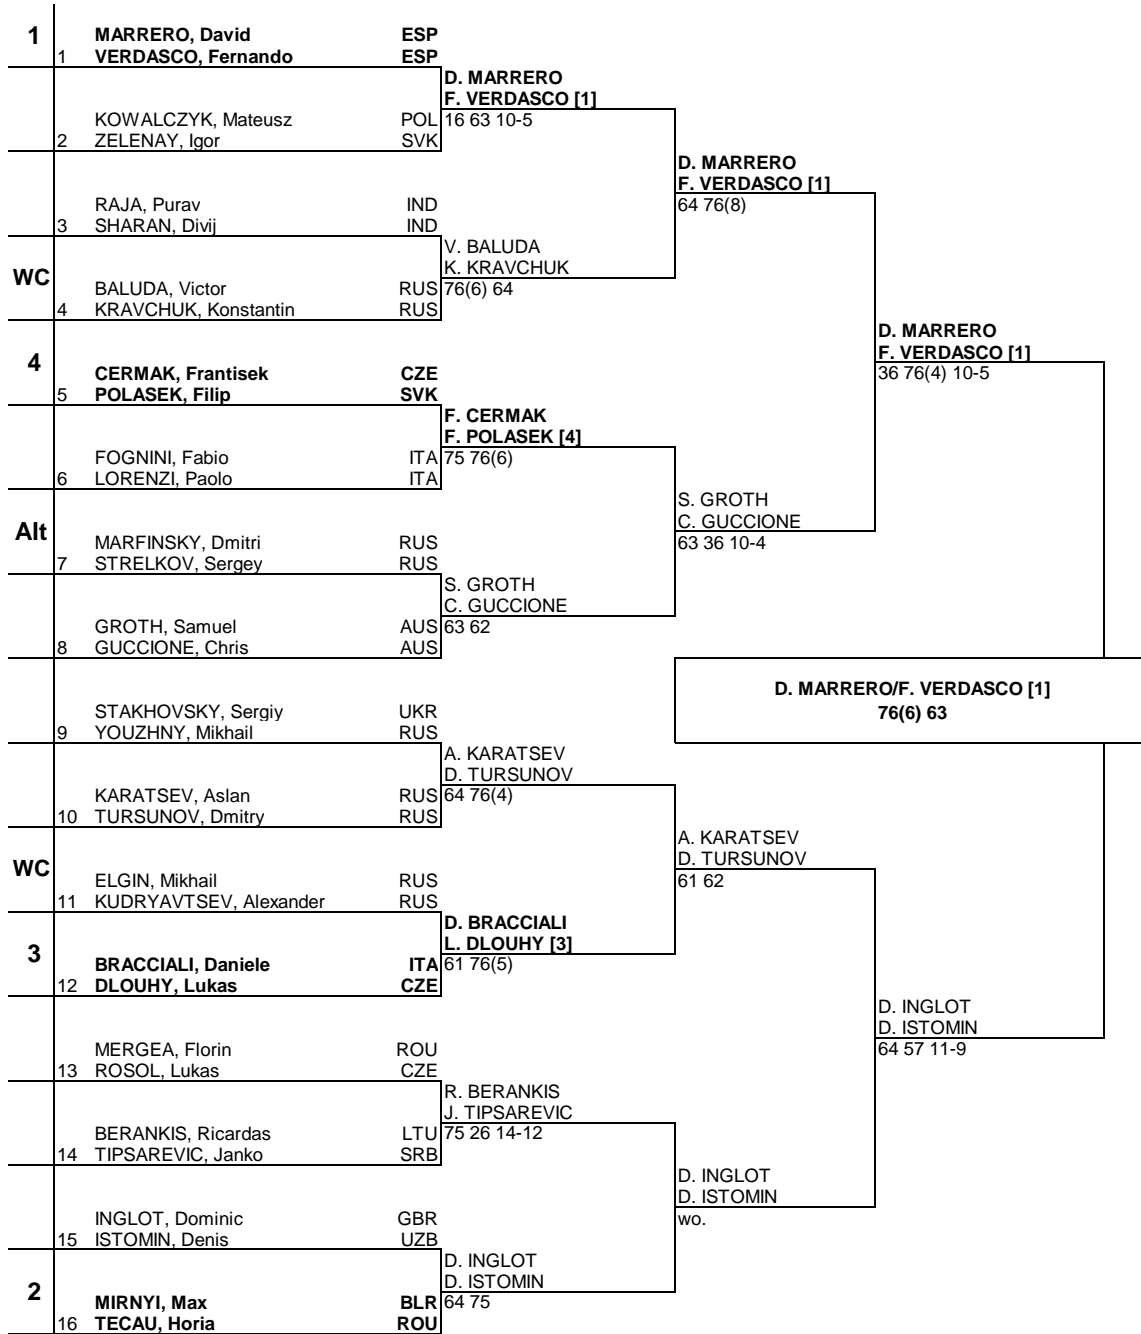 1 MARRERO, David ESP
1 VERDASCO, Fernando ESP
D. MARRERO
F. VERDASCO [1]
KOWALCZYK, Mateusz POL 16 63 10-5
2 ZELENAY, Igor SVK
D. MARRERO
F. VERDASCO [1]
RAJA, Purav IND 64 76(8)
3 SHARAN, Divij IND
V. BALUDA
WC K. KRAVCHUK
BALUDA, Victor RUS 76(6) 64
4 KRAVCHUK, Konstantin RUS
D. MARRERO
4 F. VERDASCO [1]
CERMAK, Frantisek CZE 36 76(4) 10-5
5 POLASEK, Filip SVK
F. CERMAK
F. POLASEK [4]
FOGNINI, Fabio ITA 75 76(6)
6 LORENZI, Paolo ITA
S. GROTH
Alt C. GUCCIONE
MARFINSKY, Dmitri RUS 63 36 10-4
7 STRELKOV, Sergey RUS
S. GROTH
C. GUCCIONE
GROTH, Samuel AUS 63 62
8 GUCCIONE, Chris AUS
D. MARRERO/F. VERDASCO [1]
STAKHOVSKY, Sergiy UKR 76(6) 63
9 YOUZHNY, Mikhail RUS
A. KARATSEV
D. TURSUNOV
KARATSEV, Aslan RUS 64 76(4)
10 TURSUNOV, Dmitry RUS
A. KARATSEV
WC D. TURSUNOV
ELGIN, Mikhail RUS 61 62
11 KUDRYAVTSEV, Alexander RUS
D. BRACCIALI
3 L. DLOUHY [3]
BRACCIALI, Daniele ITA 61 76(5)
12 DLOUHY, Lukas CZE
D. INGLOT
D. ISTOMIN
MERGEA, Florin ROU 64 57 11-9
13 ROSOL, Lukas CZE
R. BERANKIS
J. TIPSAREVIC
BERANKIS, Ricardas LTU 75 26 14-12
14 TIPSAREVIC, Janko SRB
D. INGLOT
D. ISTOMIN
INGLOT, Dominic GBR wo.
15 ISTOMIN, Denis UZB
D. INGLOT
2 D. ISTOMIN
MIRNYI, Max BLR 64 75
16 TECAU, Horia ROU